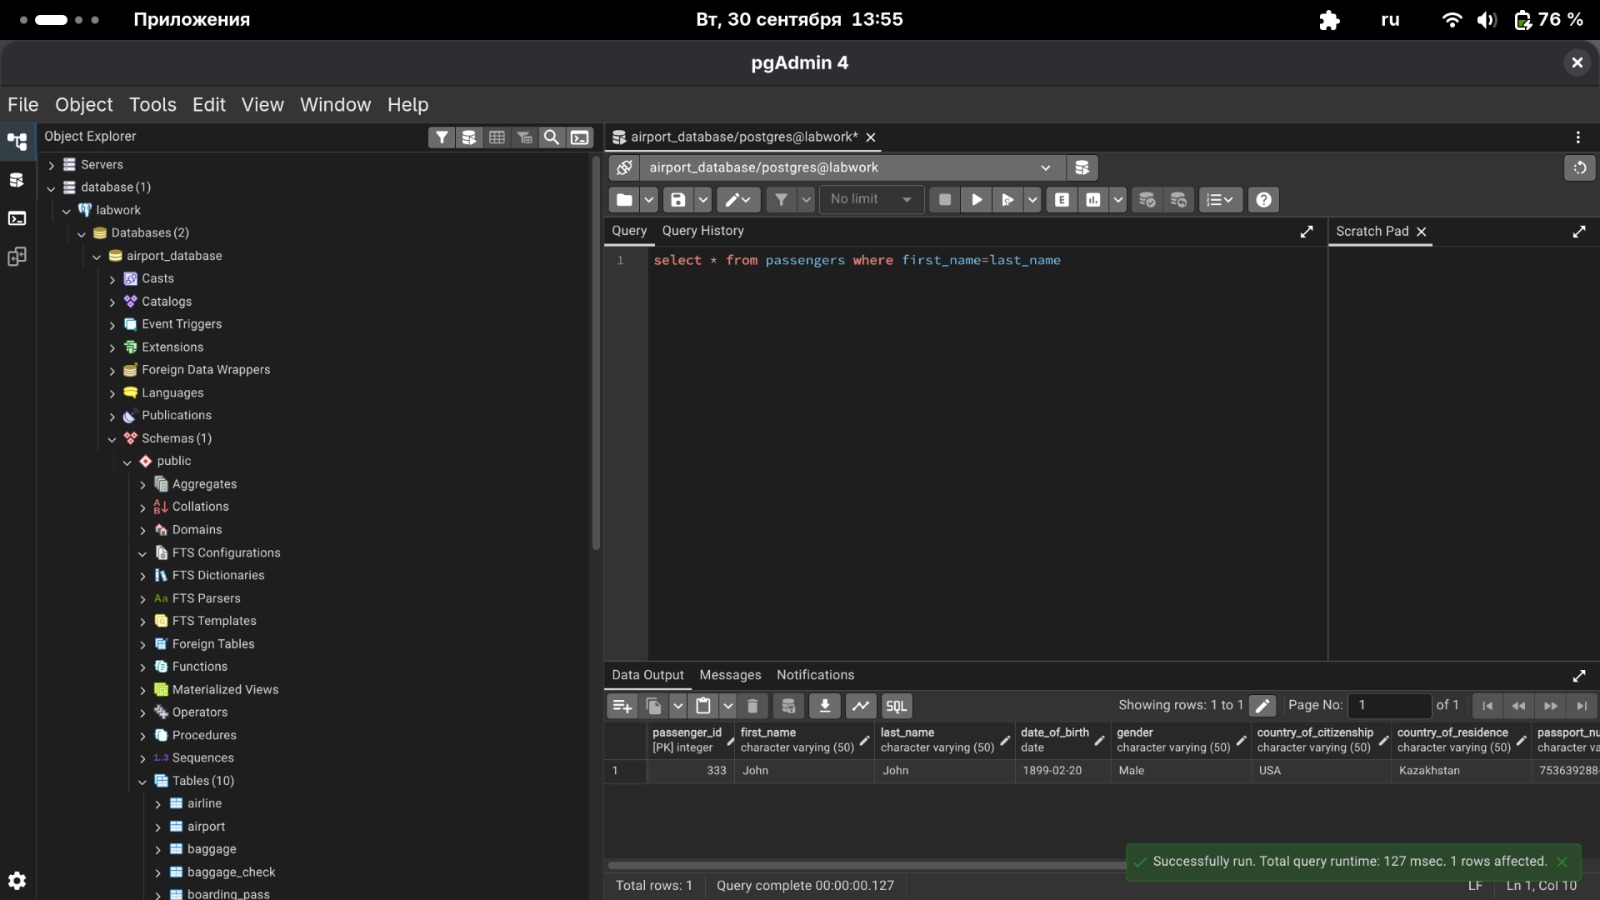 Приложения
Вт, 30 сентября 13:55
ru
76 %
pgAdmin 4
File Object Tools Edit View Window Help
Object Explorer
Servers
database (1)
labwork
Databases (2)
airport_database
Casts
Catalogs
Event Triggers
Extensions
Foreign Data Wrappers
Languages
Publications
Schemas (1)
public
Aggregates
Collations
Domains
FTS Configurations
FTS Dictionaries
Aa FTS Parsers
FTS Templates
Foreign Tables
Functions
Materialized Views
Operators
Procedures
1..3 Sequences
Tables (10)
airline
airport
baggage
baggage_check
boarding_pass
airport_database/postgres@labwork*
airport_database/postgres@labwork
No limit
E
Query Query History
Scratch Pad
1 select * from passengers where first_name=last_name
Data Output Messages Notifications
SQL
Showing rows: 1 to 1
Page No: 1 of 1
passenger_id
[PK] integer
first_name
character varying (50)
last_name
character varying (50)
date_of_birth
date
gender
character varying (50)
country_of_citizenship
character varying (50)
country_of_residence
character varying (50)
passport_nu
character va
1 333 John John 1899-02-20 Male USA Kazakhstan 753639288-
Successfully run. Total query runtime: 127 msec. 1 rows affected.
Total rows: 1
Query complete 00:00:00.127
LF
Ln 1, Col 10